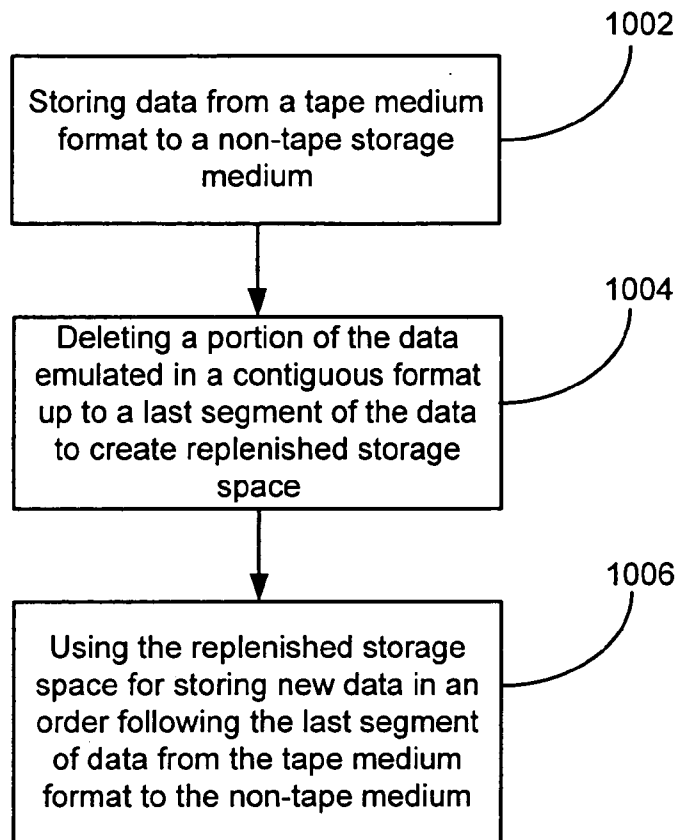 1002
Storing data from a tape medium
format to a non-tape storage
medium
1004
Deleting a portion of the data
emulated in a contiguous format
up to a last segment of the data
to create replenished storage
space
1006
Using the replenished storage
space for storing new data in an
order following the last segment
of data from the tape medium
format to the non-tape medium